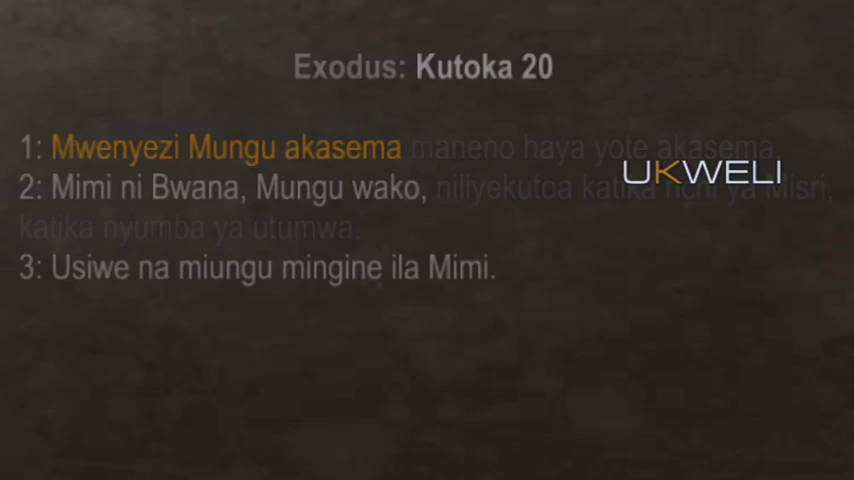 Exodus: Kutoka 20
1: Mwenyezi Mungu akasema maneno haya yote akasema
UKWELI
2: Mimi ni Bwana, Mungu wako, niliyekutoa katika nchi ya Misri,
katika nyumba ya utumwa.
3: Usiwe na miungu mingine ila Mimi.